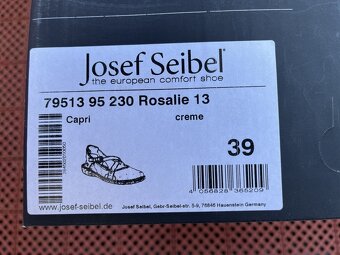 Josef Seibel
the european comfort shoe
79513 95 230 Rosalie 13
Capri creme
39
4 056828 365209
www.josef-seibel.de
Josef Seibel, Gebr-Seibel-str. 5-9, 76846 Hauenstein Germany